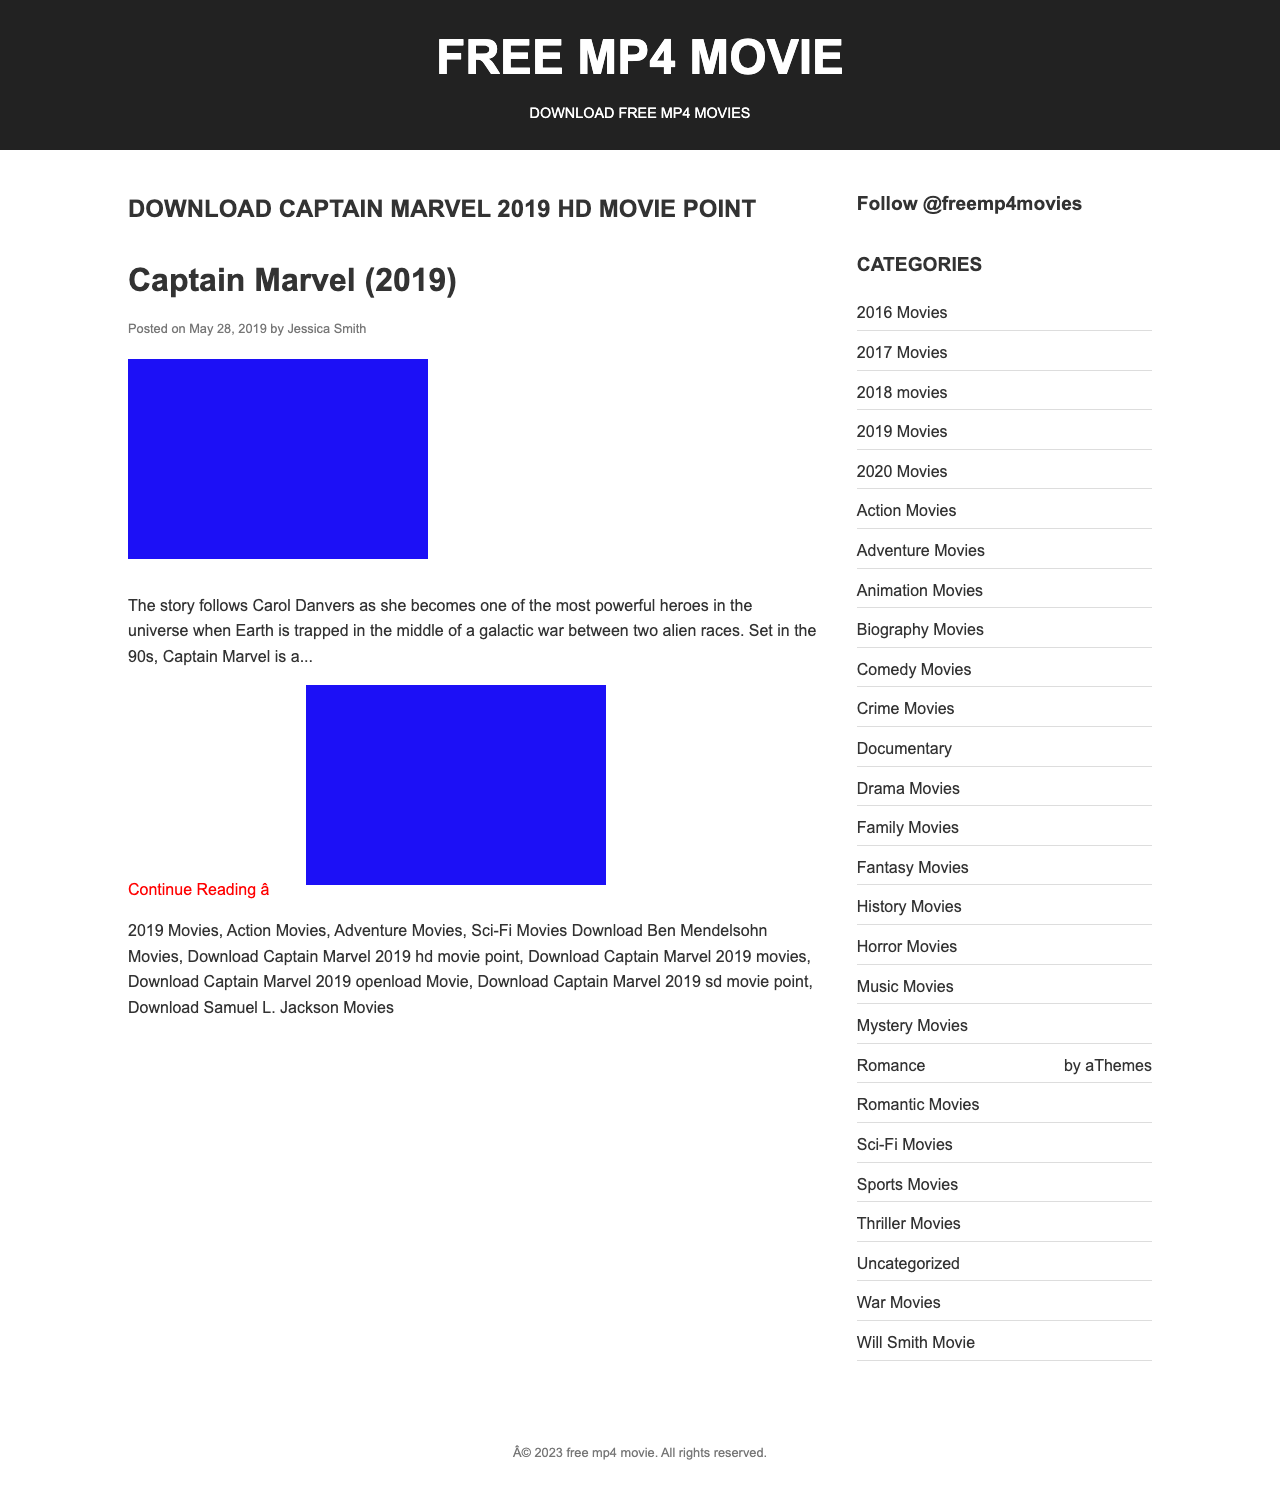 FREE MP4 MOVIE
DOWNLOAD FREE MP4 MOVIES
DOWNLOAD CAPTAIN MARVEL 2019 HD MOVIE POINT
Captain Marvel (2019)
Posted on May 28, 2019 by Jessica Smith
The story follows Carol Danvers as she becomes one of the most powerful heroes in the
universe when Earth is trapped in the middle of a galactic war between two alien races. Set in the
90s, Captain Marvel is a...
Continue Reading â
2019 Movies, Action Movies, Adventure Movies, Sci-Fi Movies Download Ben Mendelsohn
Movies, Download Captain Marvel 2019 hd movie point, Download Captain Marvel 2019 movies,
Download Captain Marvel 2019 openload Movie, Download Captain Marvel 2019 sd movie point,
Download Samuel L. Jackson Movies
Follow @freemp4movies
CATEGORIES
2016 Movies
2017 Movies
2018 movies
2019 Movies
2020 Movies
Action Movies
Adventure Movies
Animation Movies
Biography Movies
Comedy Movies
Crime Movies
Documentary
Drama Movies
Family Movies
Fantasy Movies
History Movies
Horror Movies
Music Movies
Mystery Movies
Romance by aThemes
Romantic Movies
Sci-Fi Movies
Sports Movies
Thriller Movies
Uncategorized
War Movies
Will Smith Movie
Â© 2023 free mp4 movie. All rights reserved.